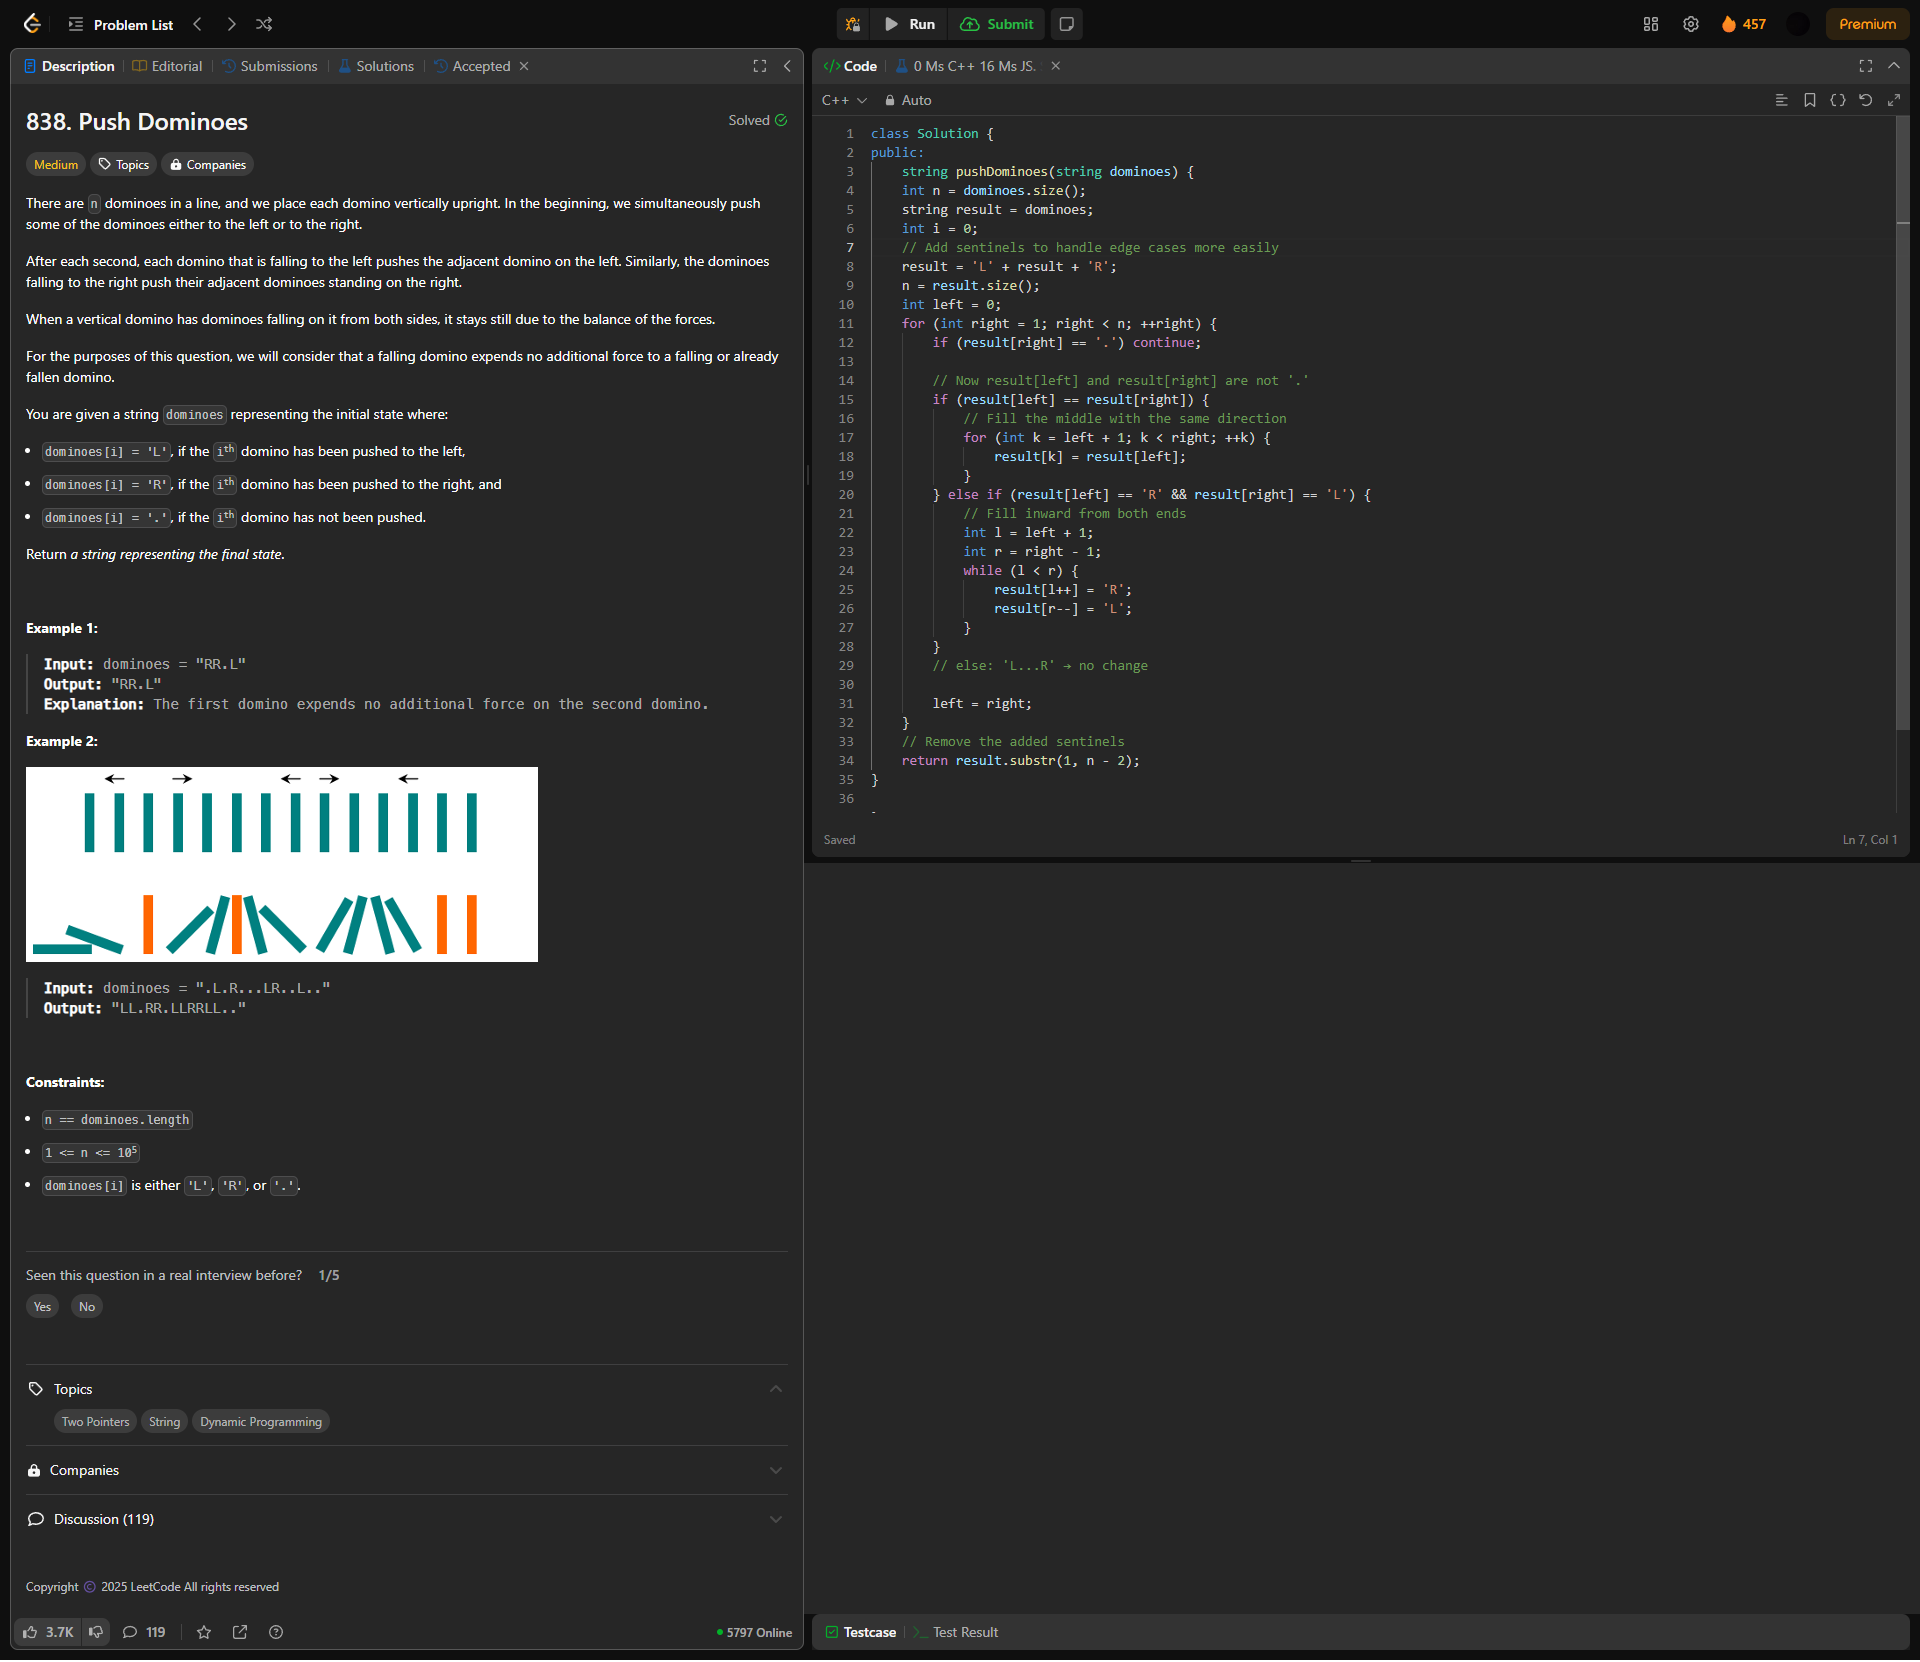 Problem List
Run
Submit
457
Premium
Description
Editorial
Submissions
Solutions
Accepted
838. Push Dominoes
Solved
Medium
Topics
Companies
There are n dominoes in a line, and we place each domino vertically upright. In the beginning, we simultaneously push
some of the dominoes either to the left or to the right.
After each second, each domino that is falling to the left pushes the adjacent domino on the left. Similarly, the dominoes
falling to the right push their adjacent dominoes standing on the right.
When a vertical domino has dominoes falling on it from both sides, it stays still due to the balance of the forces.
For the purposes of this question, we will consider that a falling domino expends no additional force to a falling or already
fallen domino.
You are given a string dominoes representing the initial state where:
• dominoes[i] = 'L', if the ith domino has been pushed to the left,
• dominoes[i] = 'R', if the ith domino has been pushed to the right, and
• dominoes[i] = '.', if the ith domino has not been pushed.
Return a string representing the final state.
Example 1:
Input: dominoes = "RR.L"
Output: "RR.L"
Explanation: The first domino expends no additional force on the second domino.
Example 2:
Input: dominoes = ".L.R...LR..L.."
Output: "LL.RR.LLRRLL.."
Constraints:
• n == dominoes.length
• 1 <= n <= 10⁵
• dominoes[i] is either 'L', 'R', or '.'.
Seen this question in a real interview before? 1/5
Yes No
Topics
Two Pointers String Dynamic Programming
Companies
Discussion (119)
Copyright © 2025 LeetCode All rights reserved
3.7K
119
5797 Online
</> Code
0 Ms C++ 16 Ms JS.
C++
Auto
1 class Solution {
2 public:
3 string pushDominoes(string dominoes) {
4 int n = dominoes.size();
5 string result = dominoes;
6 int i = 0;
7 // Add sentinels to handle edge cases more easily
8 result = 'L' + result + 'R';
9 n = result.size();
10 int left = 0;
11 for (int right = 1; right < n; ++right) {
12 if (result[right] == '.') continue;
13
14 // Now result[left] and result[right] are not '.'
15 if (result[left] == result[right]) {
16 // Fill the middle with the same direction
17 for (int k = left + 1; k < right; ++k) {
18 result[k] = result[left];
19 }
20 } else if (result[left] == 'R' && result[right] == 'L') {
21 // Fill inward from both ends
22 int l = left + 1;
23 int r = right - 1;
24 while (l < r) {
25 result[l++] = 'R';
26 result[r--] = 'L';
27 }
28 }
29 // else: 'L...R' → no change
30
31 left = right;
32 }
33 // Remove the added sentinels
34 return result.substr(1, n - 2);
35 }
36
Saved
Ln 7, Col 1
Testcase
Test Result